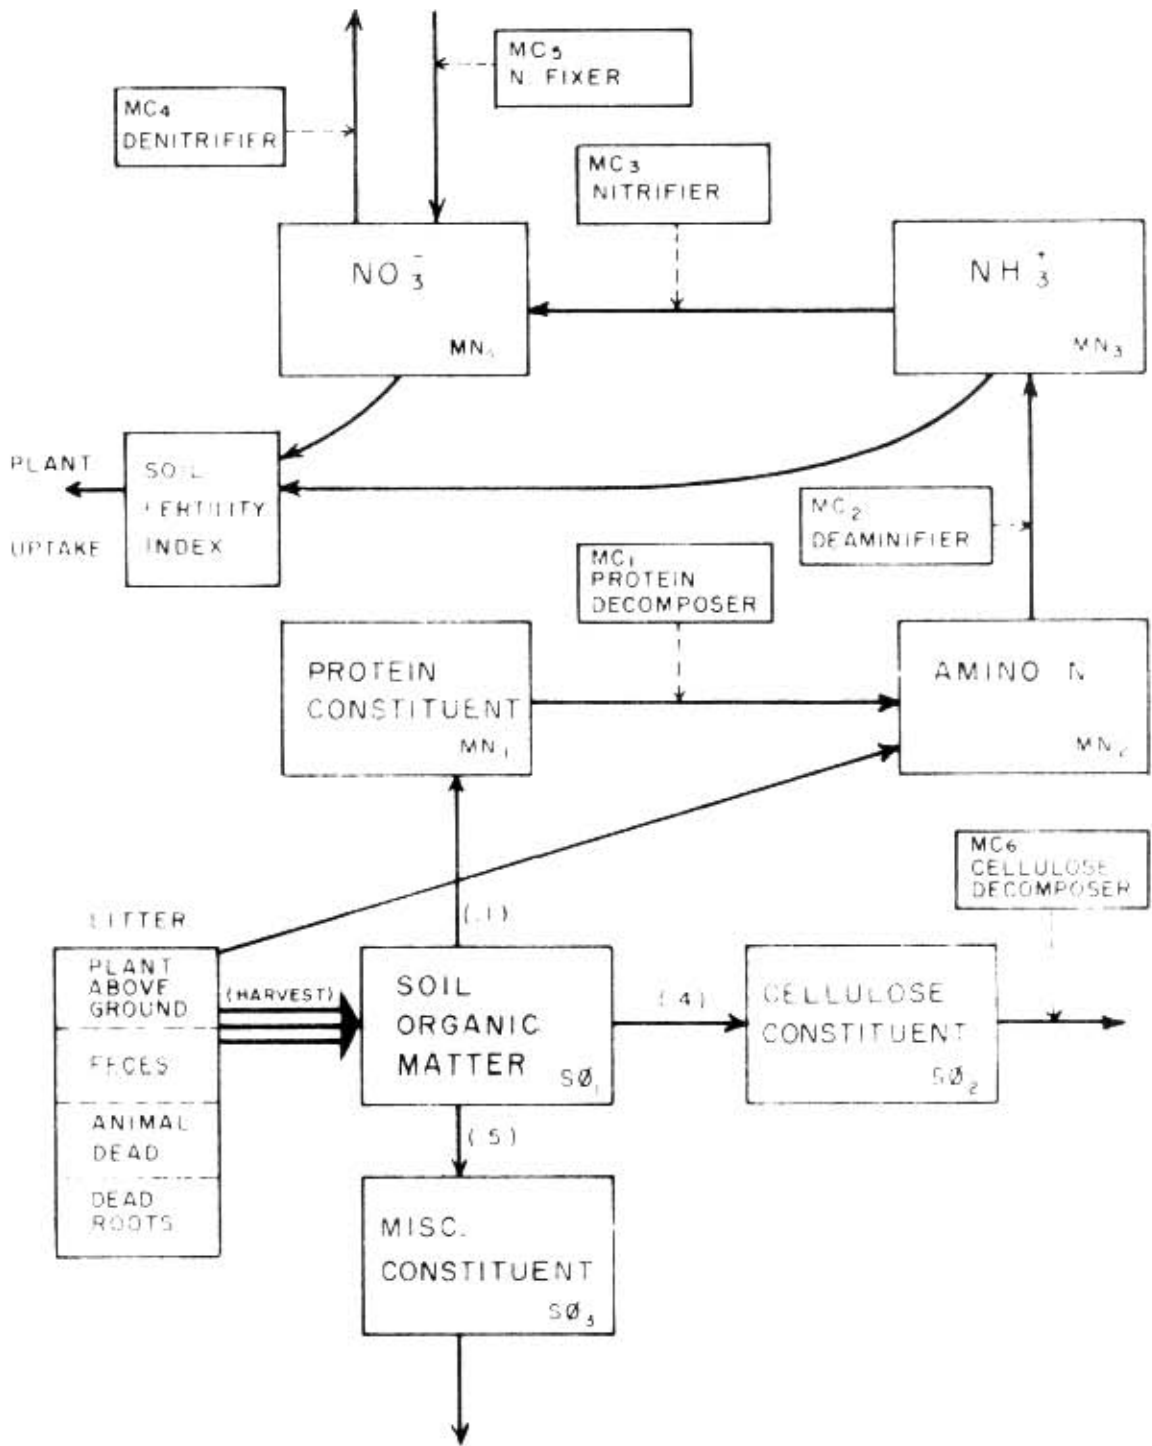 MC5
N. FIXER
MC4
DENITRIFIER
MC3
NITRIFIER
NO3-
MN
NH3+
MN3
PLANT
UPTAKE
SOIL
FERTILITY
INDEX
MC2
DEAMINIFIER
MC1
PROTEIN
DECOMPOSER
PROTEIN
CONSTITUENT
MN1
AMINO N
MN2
MC6
CELLULOSE
DECOMPOSER
(.1)
LITTER
PLANT
ABOVE
GROUND
(HARVEST)
FECES
ANIMAL
DEAD
DEAD
ROOTS
SOIL
ORGANIC
MATTER
SØ1
(.4)
CELLULOSE
CONSTITUENT
SØ2
(.5)
MISC.
CONSTITUENT
SØ3